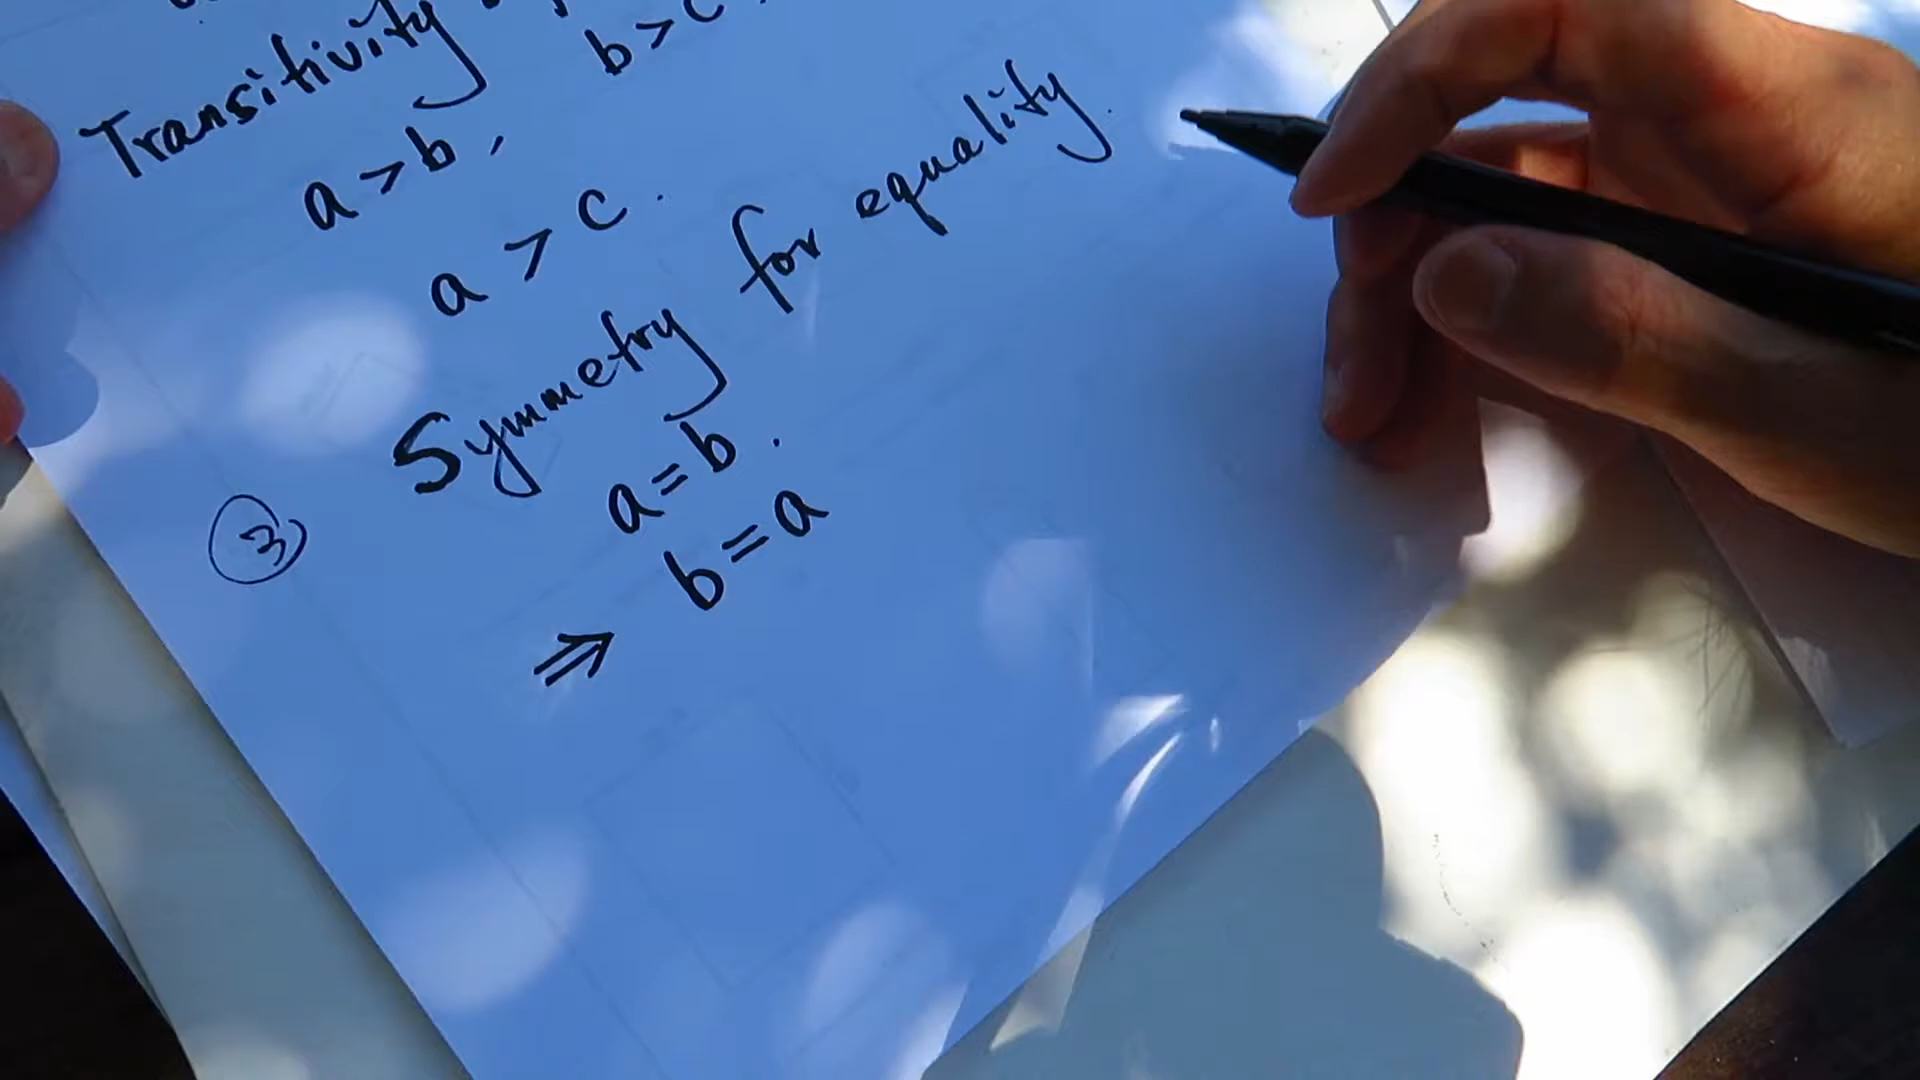 Transitivity
a > b , b > c
a > c .
③ Symmetry for equality.
a = b .
⇒ b = a